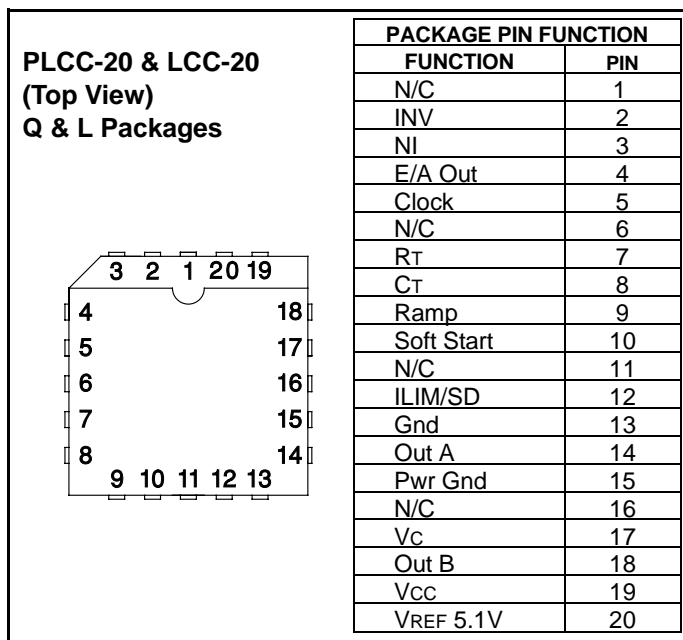 PLCC-20 & LCC-20
(Top View)
Q & L Packages
3 2 1 20 19
4 18
5 17
6 16
7 15
8 14
9 10 11 12 13
PACKAGE PIN FUNCTION
FUNCTION PIN
N/C 1
INV 2
NI 3
E/A Out 4
Clock 5
N/C 6
RT 7
CT 8
Ramp 9
Soft Start 10
N/C 11
ILIM/SD 12
Gnd 13
Out A 14
Pwr Gnd 15
N/C 16
VC 17
Out B 18
VCC 19
VREF 5.1V 20